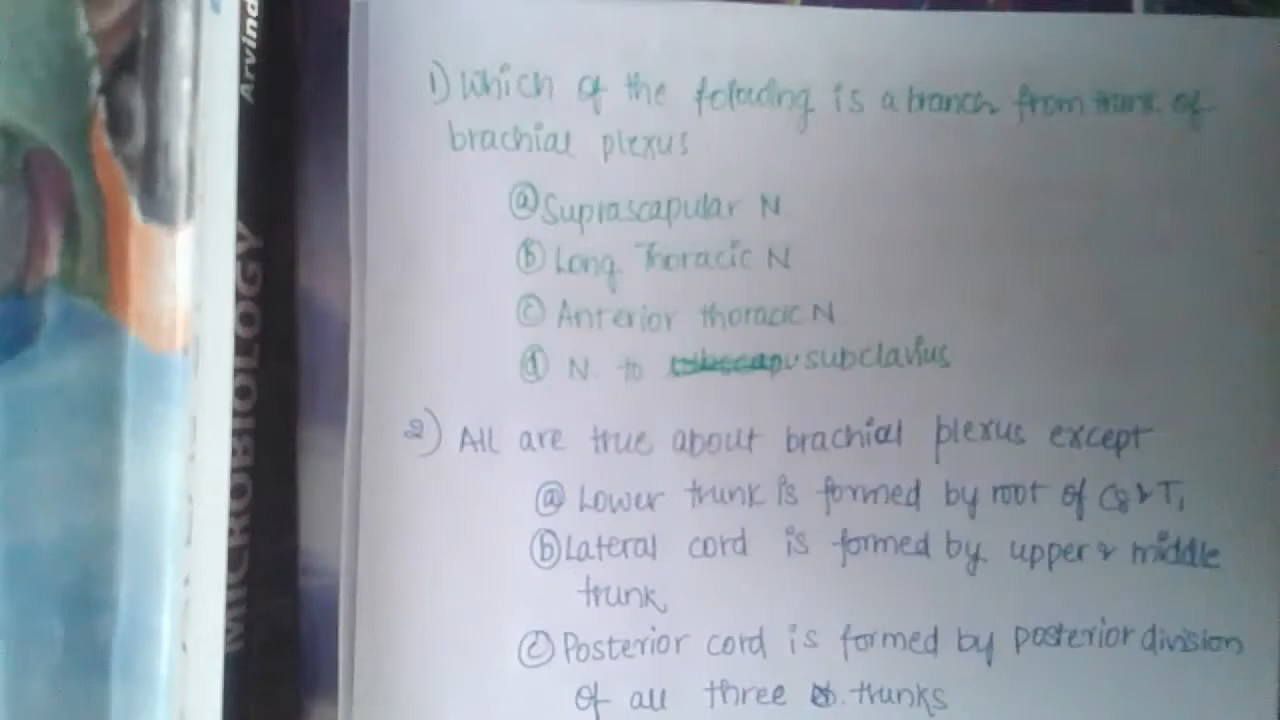 Arvind
MICROBIOLOGY
1) Which of the folowing is a branch from trunk of
brachial plexus
ⓐ Suprascapular N
ⓑ Long Thoracic N
ⓒ Anterior thoracic N
ⓓ N. to subclavius
2) All are true about brachial plexus except
ⓐ Lower trunk is formed by root of C8 & T1
ⓑ Lateral cord is formed by upper & middle
trunk
ⓒ Posterior cord is formed by posterior division
of all three trunks